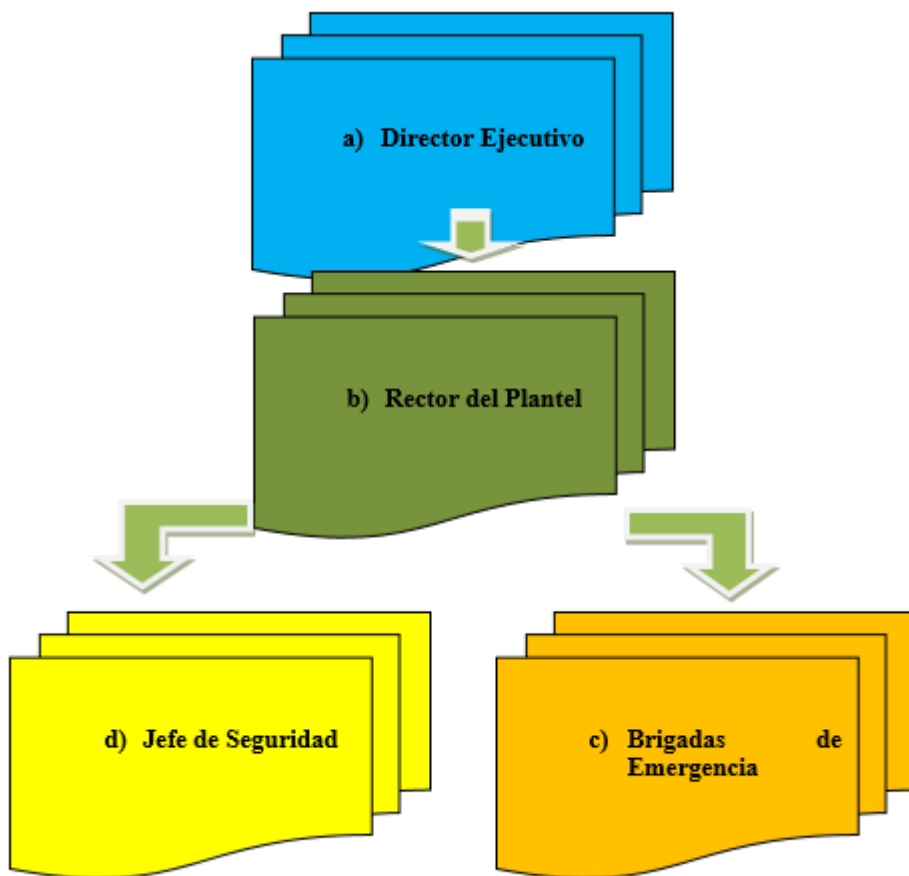 a) Director Ejecutivo
b) Rector del Plantel
d) Jefe de Seguridad
c) Brigadas de
Emergencia